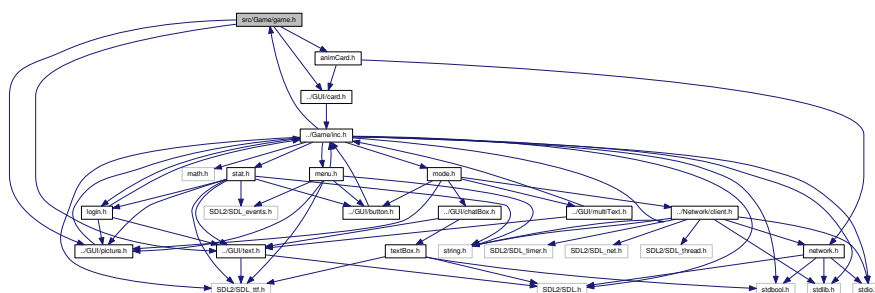 src/Game/game.h
animCard.h
../GUI/card.h
../Game/inc.h
math.h
stat.h
menu.h
mode.h
login.h
SDL2/SDL_events.h
../GUI/button.h
../GUI/chatBox.h
../GUI/multiText.h
../Network/client.h
../GUI/picture.h
../GUI/text.h
textBox.h
string.h
SDL2/SDL_timer.h
SDL2/SDL_net.h
SDL2/SDL_thread.h
network.h
SDL2/SDL_ttf.h
SDL2/SDL.h
stdbool.h
stdlib.h
stdio.